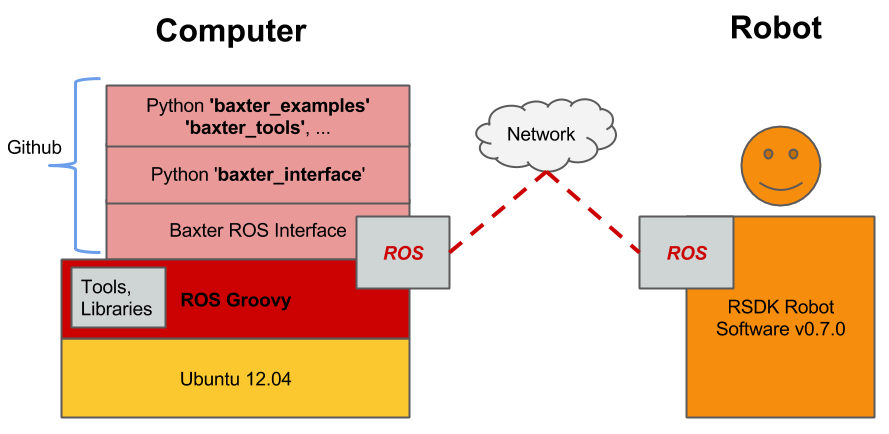 Computer
Robot
Github
Python 'baxter_examples'
'baxter_tools', ...
Python 'baxter_interface'
Baxter ROS Interface
ROS
Tools,
Libraries
ROS Groovy
Ubuntu 12.04
Network
ROS
RSDK Robot
Software v0.7.0